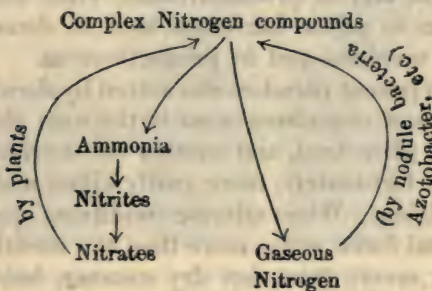 Complex Nitrogen compounds
by plants
Ammonia
Nitrites
Nitrates
Gaseous
Nitrogen
(by nodule bacteria
Azotobacter, etc.)